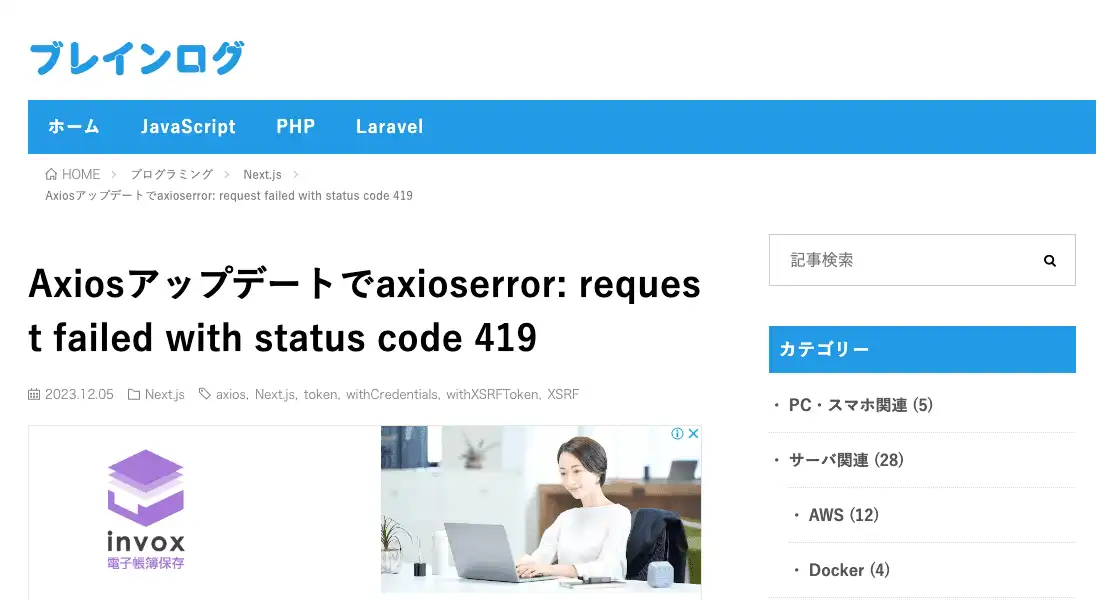 ブレインログ
ホーム JavaScript PHP Laravel
HOME プログラミング Next.js
Axiosアップデートでaxioserror: request failed with status code 419
Axiosアップデートでaxioserror: reques
t failed with status code 419
2023.12.05 Next.js axios, Next.js, token, withCredentials, withXSRFToken, XSRF
invox
電子帳簿保存
記事検索
カテゴリー
・ PC・スマホ関連 (5)
・ サーバ関連 (28)
・ AWS (12)
・ Docker (4)